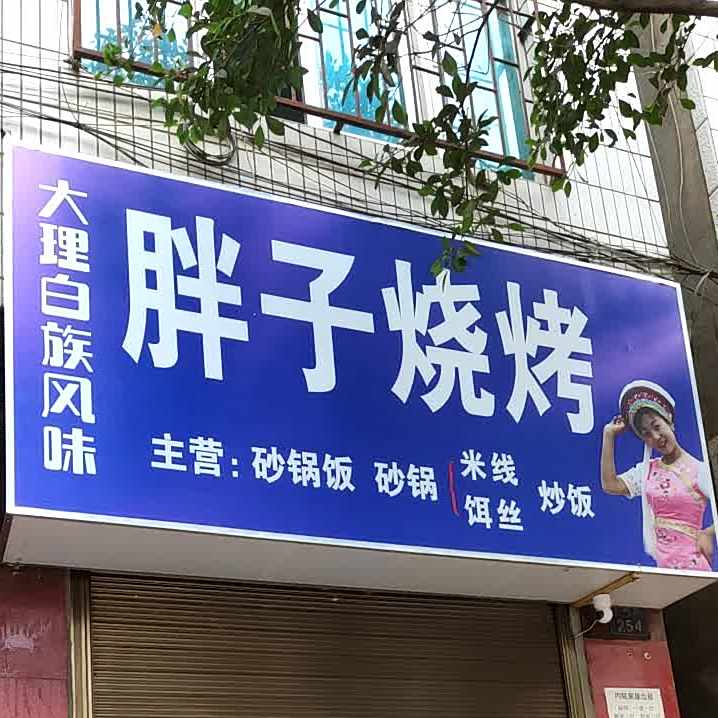 大理白族风味
胖子烧烤
主营：砂锅饭 砂锅 米线 饵丝 炒饭
254